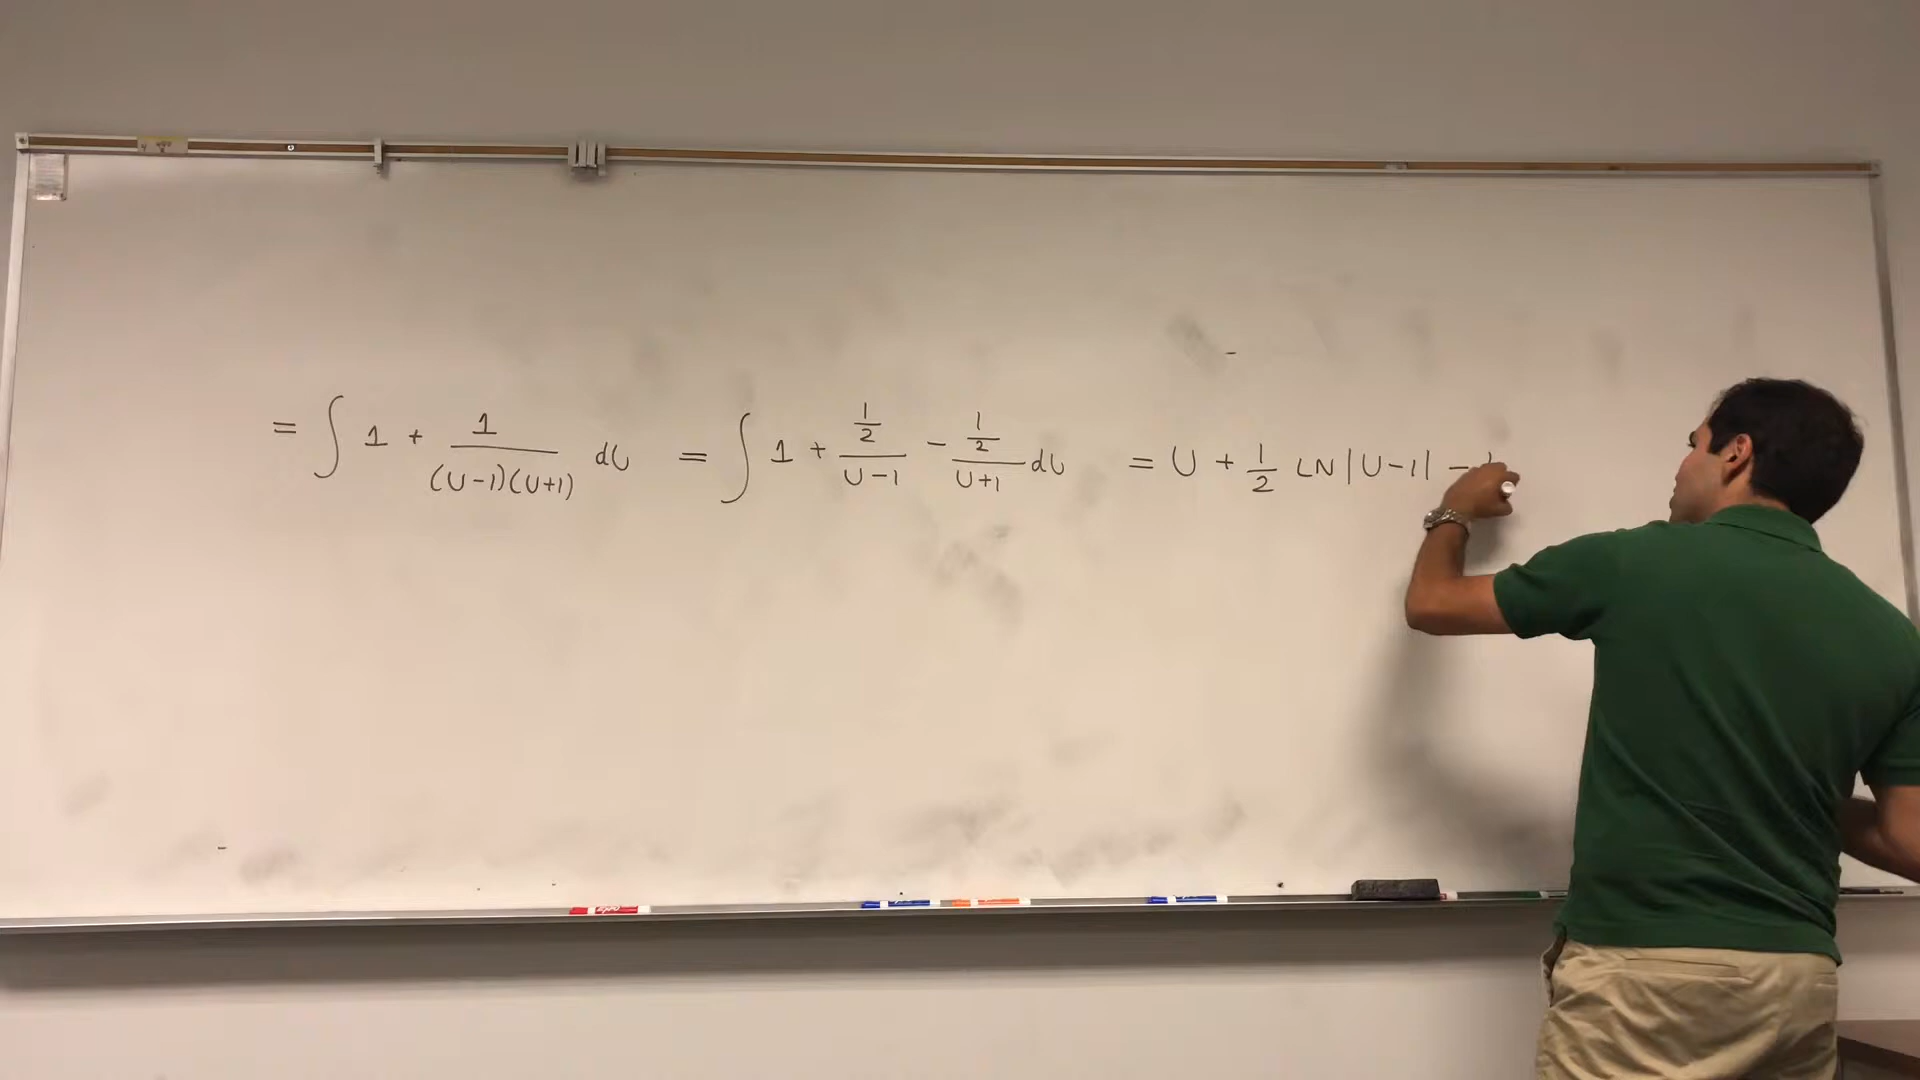 = ∫ 1 + 1/((U-1)(U+1)) dU = ∫ 1 + (1/2)/(U-1) - (1/2)/(U+1) dU = U + 1/2 LN|U-1| -